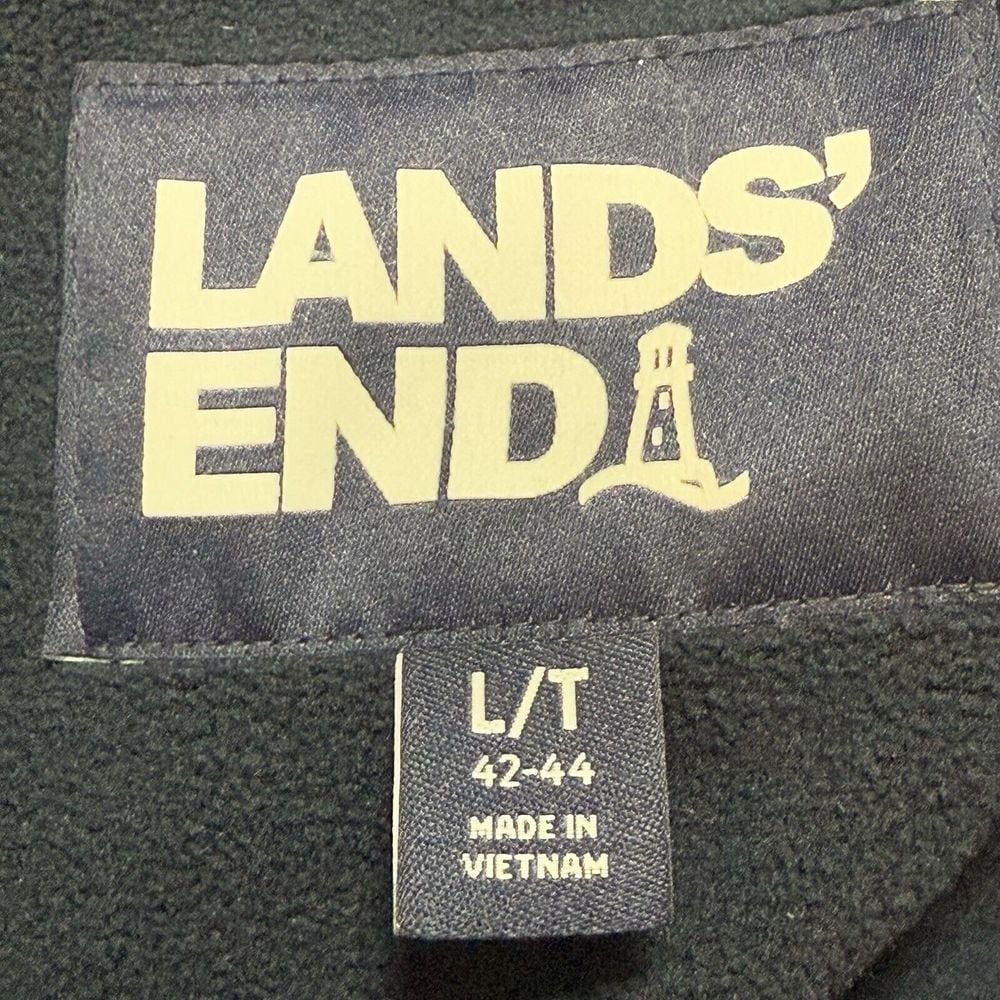 LANDS'
END
L/T
42-44
MADE IN
VIETNAM